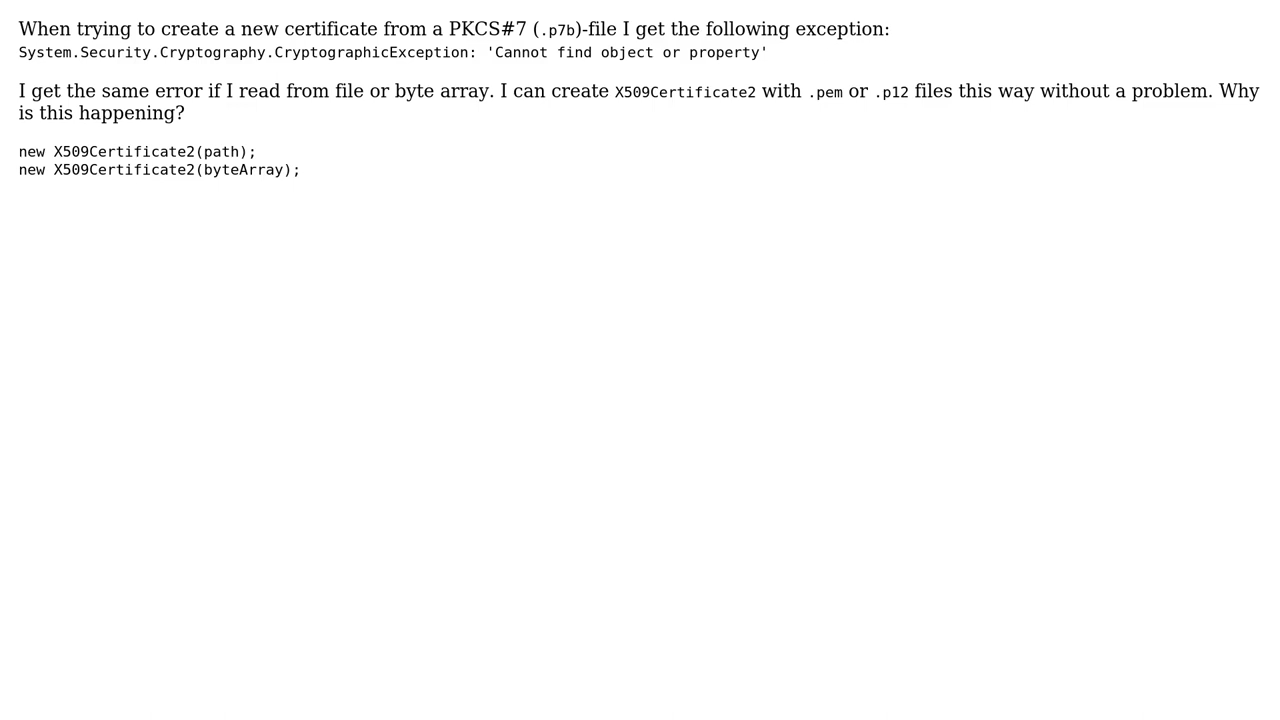 When trying to create a new certificate from a PKCS#7 (.p7b)-file I get the following exception:
System.Security.Cryptography.CryptographicException: 'Cannot find object or property'
I get the same error if I read from file or byte array. I can create X509Certificate2 with .pem or .p12 files this way without a problem. Why
is this happening?
new X509Certificate2(path);
new X509Certificate2(byteArray);